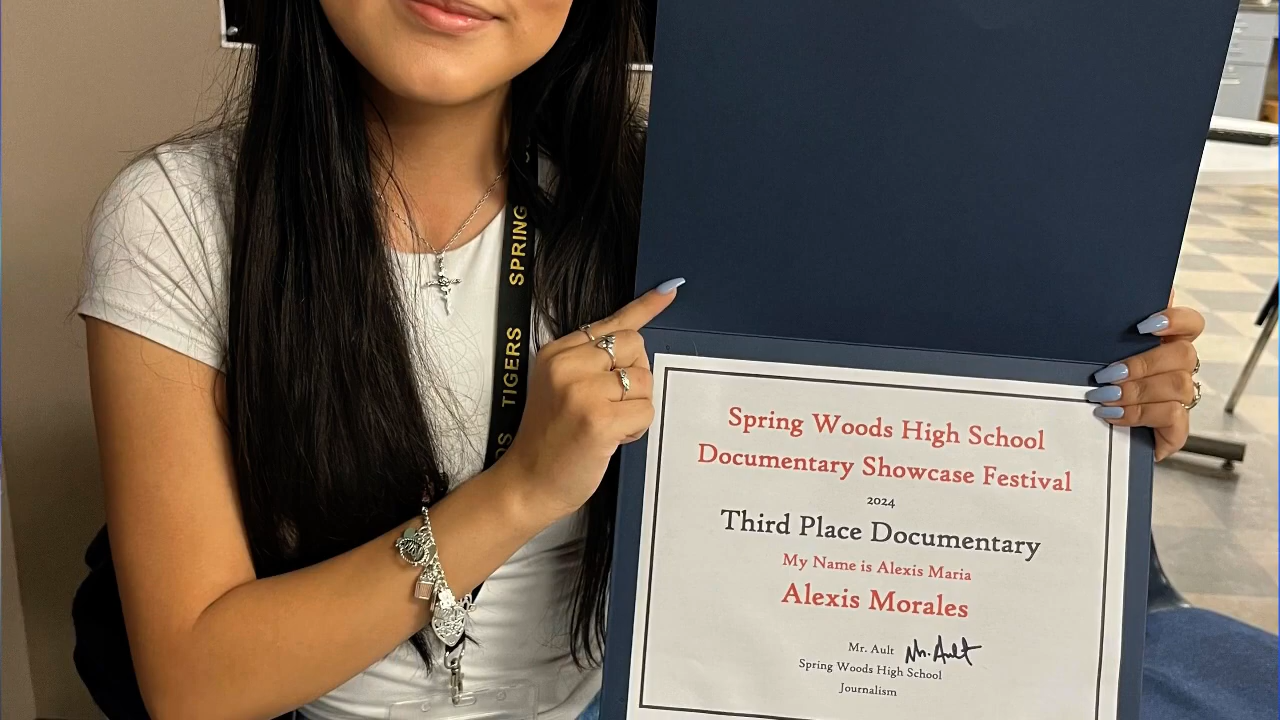 SPRING
TIGERS
Spring Woods High School
Documentary Showcase Festival
2024
Third Place Documentary
My Name is Alexis Maria
Alexis Morales
Mr. Ault Mr. Ault
Spring Woods High School
Journalism